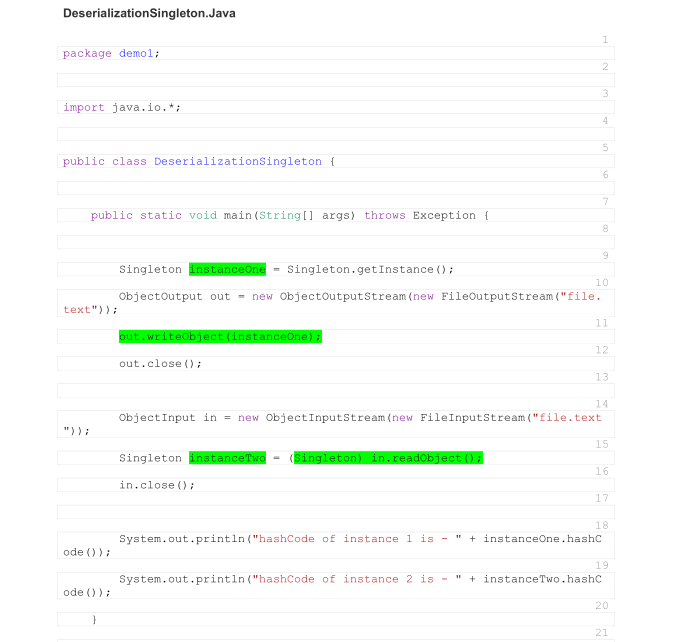 DeserializationSingleton.Java
1
package demo1;
2
3
import java.io.*;
4
5
public class DeserializationSingleton {
6
7
public static void main(String[] args) throws Exception {
8
9
Singleton instanceOne = Singleton.getInstance();
10
ObjectOutput out = new ObjectOutputStream(new FileOutputStream("file.
text"));
11
out.writeObject(instanceOne);
12
out.close();
13
14
ObjectInput in = new ObjectInputStream(new FileInputStream("file.text
"));
15
Singleton instanceTwo = (Singleton) in.readObject();
16
in.close();
17
18
System.out.println("hashCode of instance 1 is - " + instanceOne.hashC
ode());
19
System.out.println("hashCode of instance 2 is - " + instanceTwo.hashC
ode());
20
}
21